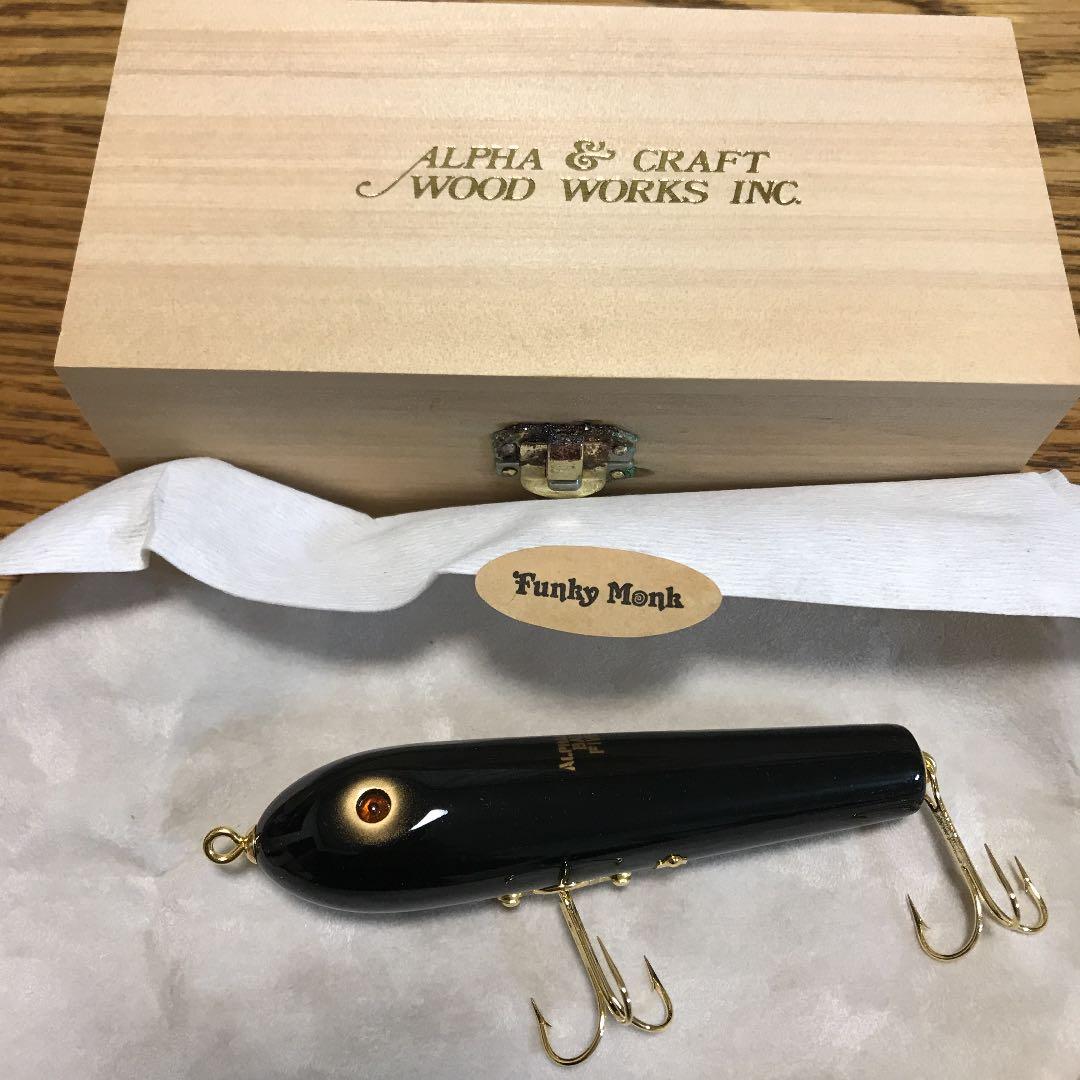 ALPHA & CRAFT
WOOD WORKS INC.
Funky Monk